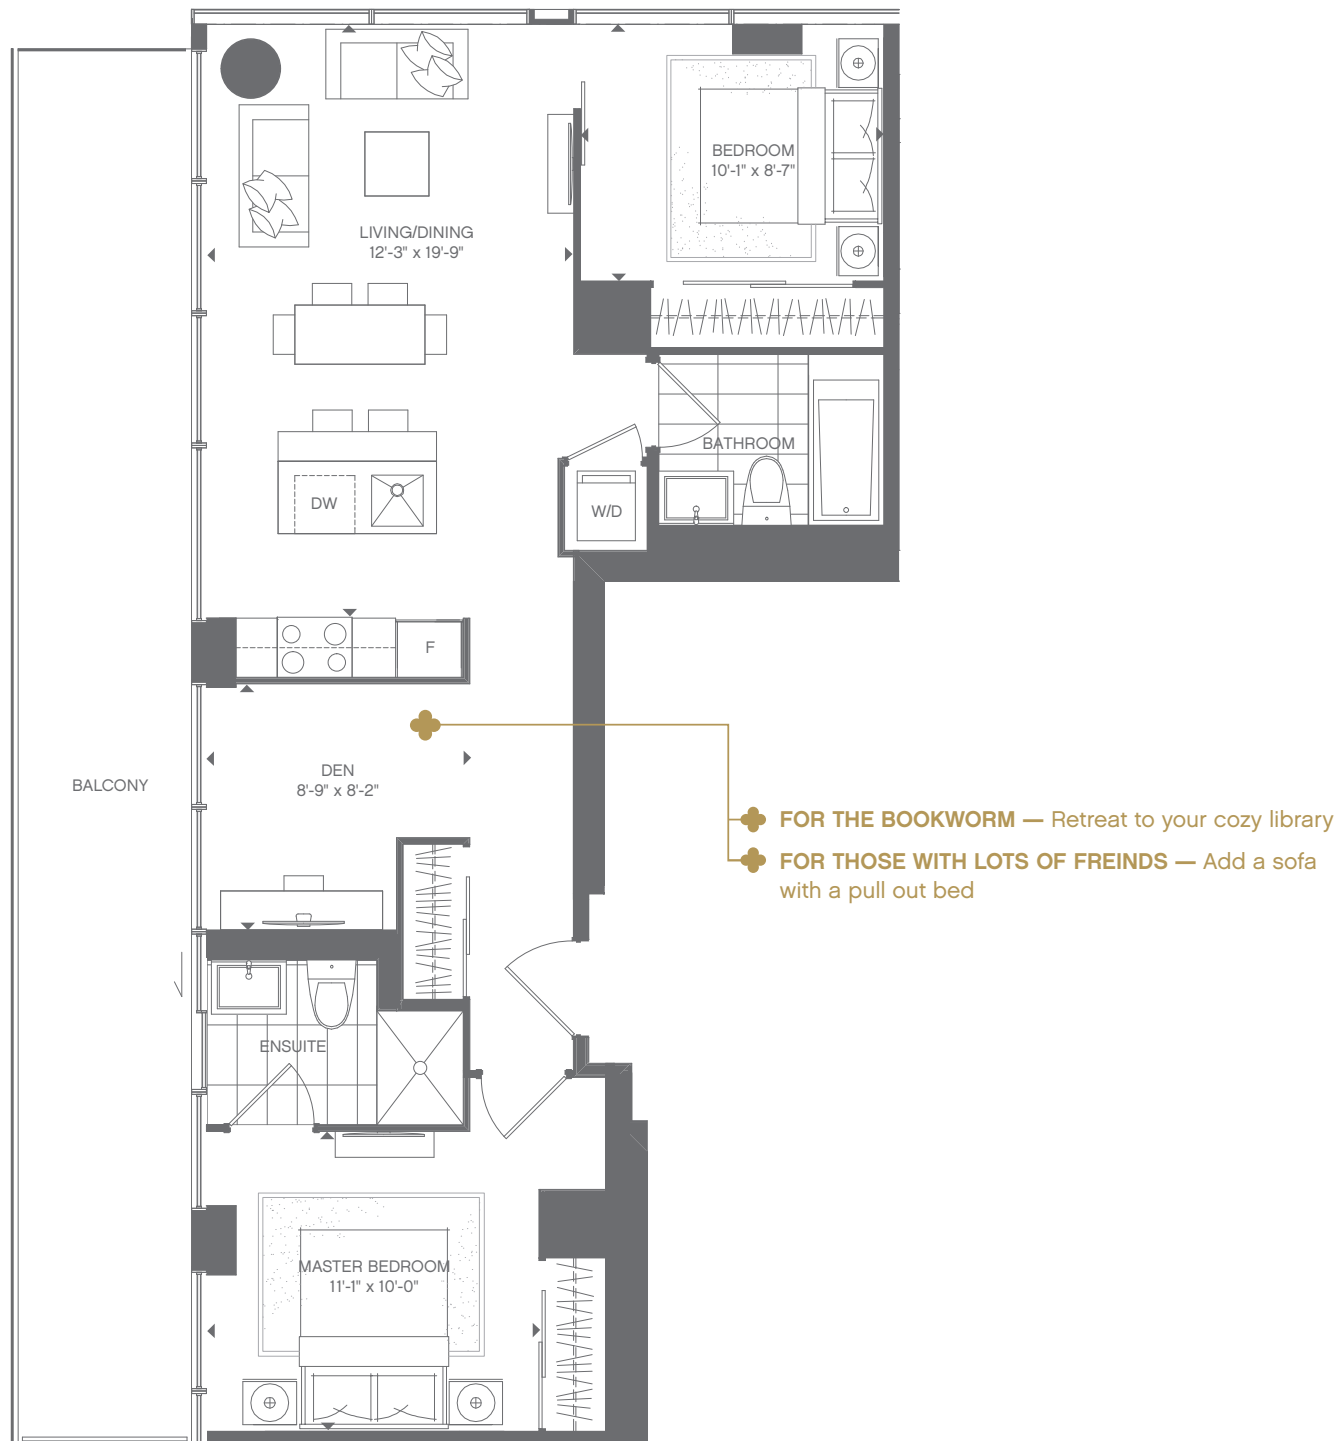 BEDROOM
10'-1" x 8'-7"
LIVING/DINING
12'-3" x 19'-9"
BATHROOM
DW
W/D
F
DEN
8'-9" x 8'-2"
BALCONY
FOR THE BOOKWORM — Retreat to your cozy library
FOR THOSE WITH LOTS OF FREINDS — Add a sofa
with a pull out bed
ENSUITE
MASTER BEDROOM
11'-1" x 10'-0"